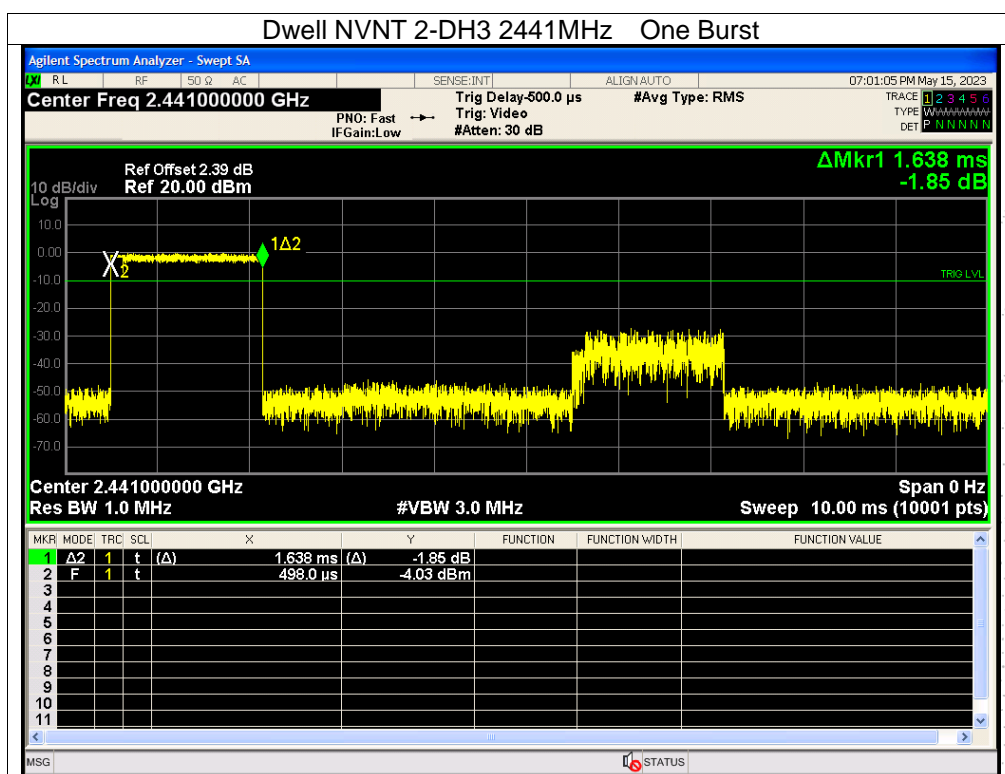 Dwell NVNT 2-DH3 2441MHz One Burst
Agilent Spectrum Analyzer - Swept SA
LXI RL RF 50 Ω AC SENSE:INT ALIGN AUTO 07:01:05 PM May 15, 2023
Center Freq 2.441000000 GHz
Trig Delay-500.0 µs #Avg Type: RMS
TRACE 1 2 3 4 5 6
PNO: Fast Trig: Video
TYPE WWWWWW
IFGain:Low #Atten: 30 dB
DET P N N N N N
ΔMkr1 1.638 ms
-1.85 dB
Ref Offset 2.39 dB
10 dB/div Ref 20.00 dBm
Log
10.0
0.00
-10.0
-20.0
-30.0
-40.0
-50.0
-60.0
-70.0
X2
1Δ2
TRIG LVL
Center 2.441000000 GHz Span 0 Hz
Res BW 1.0 MHz #VBW 3.0 MHz Sweep 10.00 ms (10001 pts)
MKR MODE TRC SCL X Y FUNCTION FUNCTION WIDTH FUNCTION VALUE
1 Δ2 1 t (Δ) 1.638 ms (Δ) -1.85 dB
2 F 1 t 498.0 µs -4.03 dBm
3
4
5
6
7
8
9
10
11
MSG STATUS